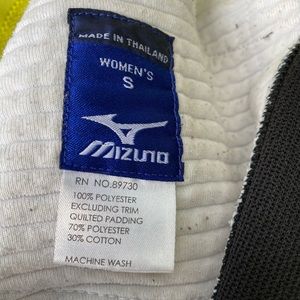 MADE IN THAILAND
WOMEN'S
S
mizuno
RN NO.89730
100% POLYESTER
EXCLUDING TRIM
QUILTED PADDING
70% POLYESTER
30% COTTON
MACHINE WASH